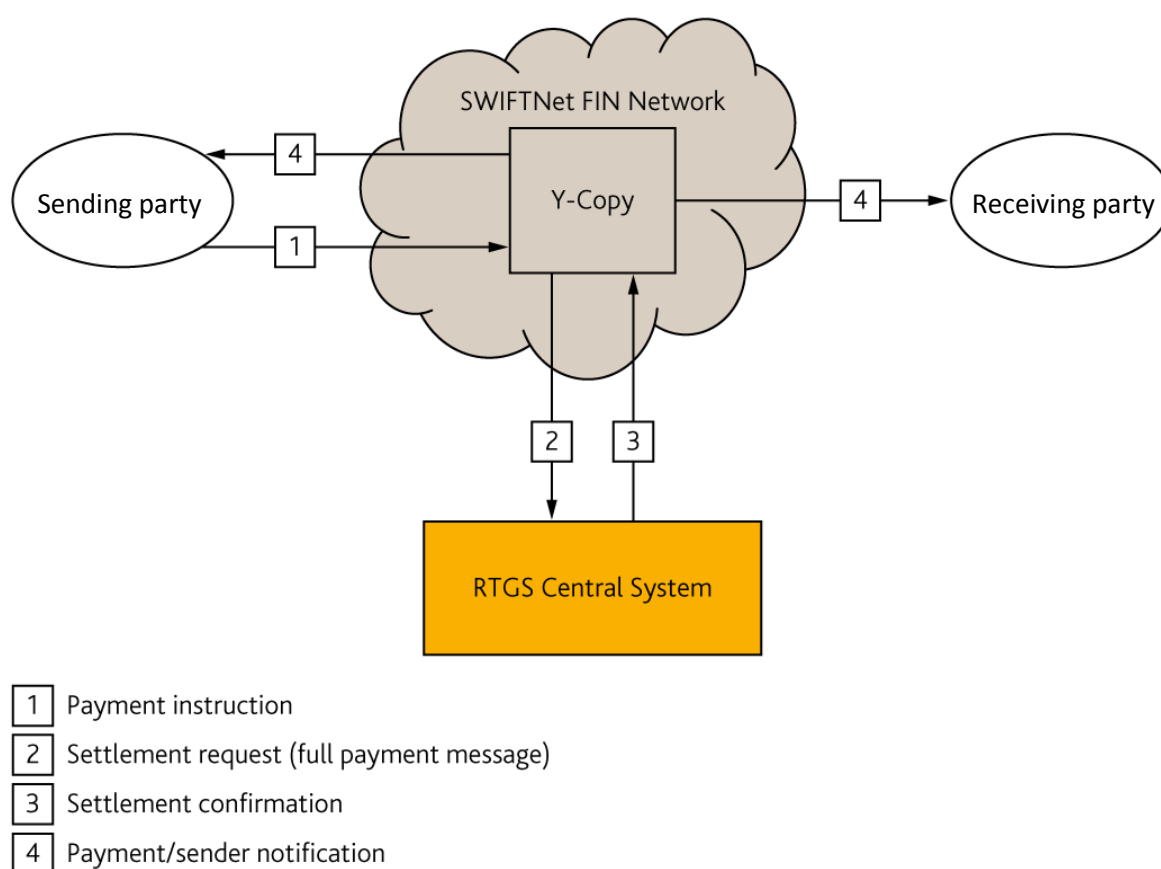 SWIFTNet FIN Network
4
Sending party
Y-Copy
4
Receiving party
1
2
3
RTGS Central System
1 Payment instruction
2 Settlement request (full payment message)
3 Settlement confirmation
4 Payment/sender notification